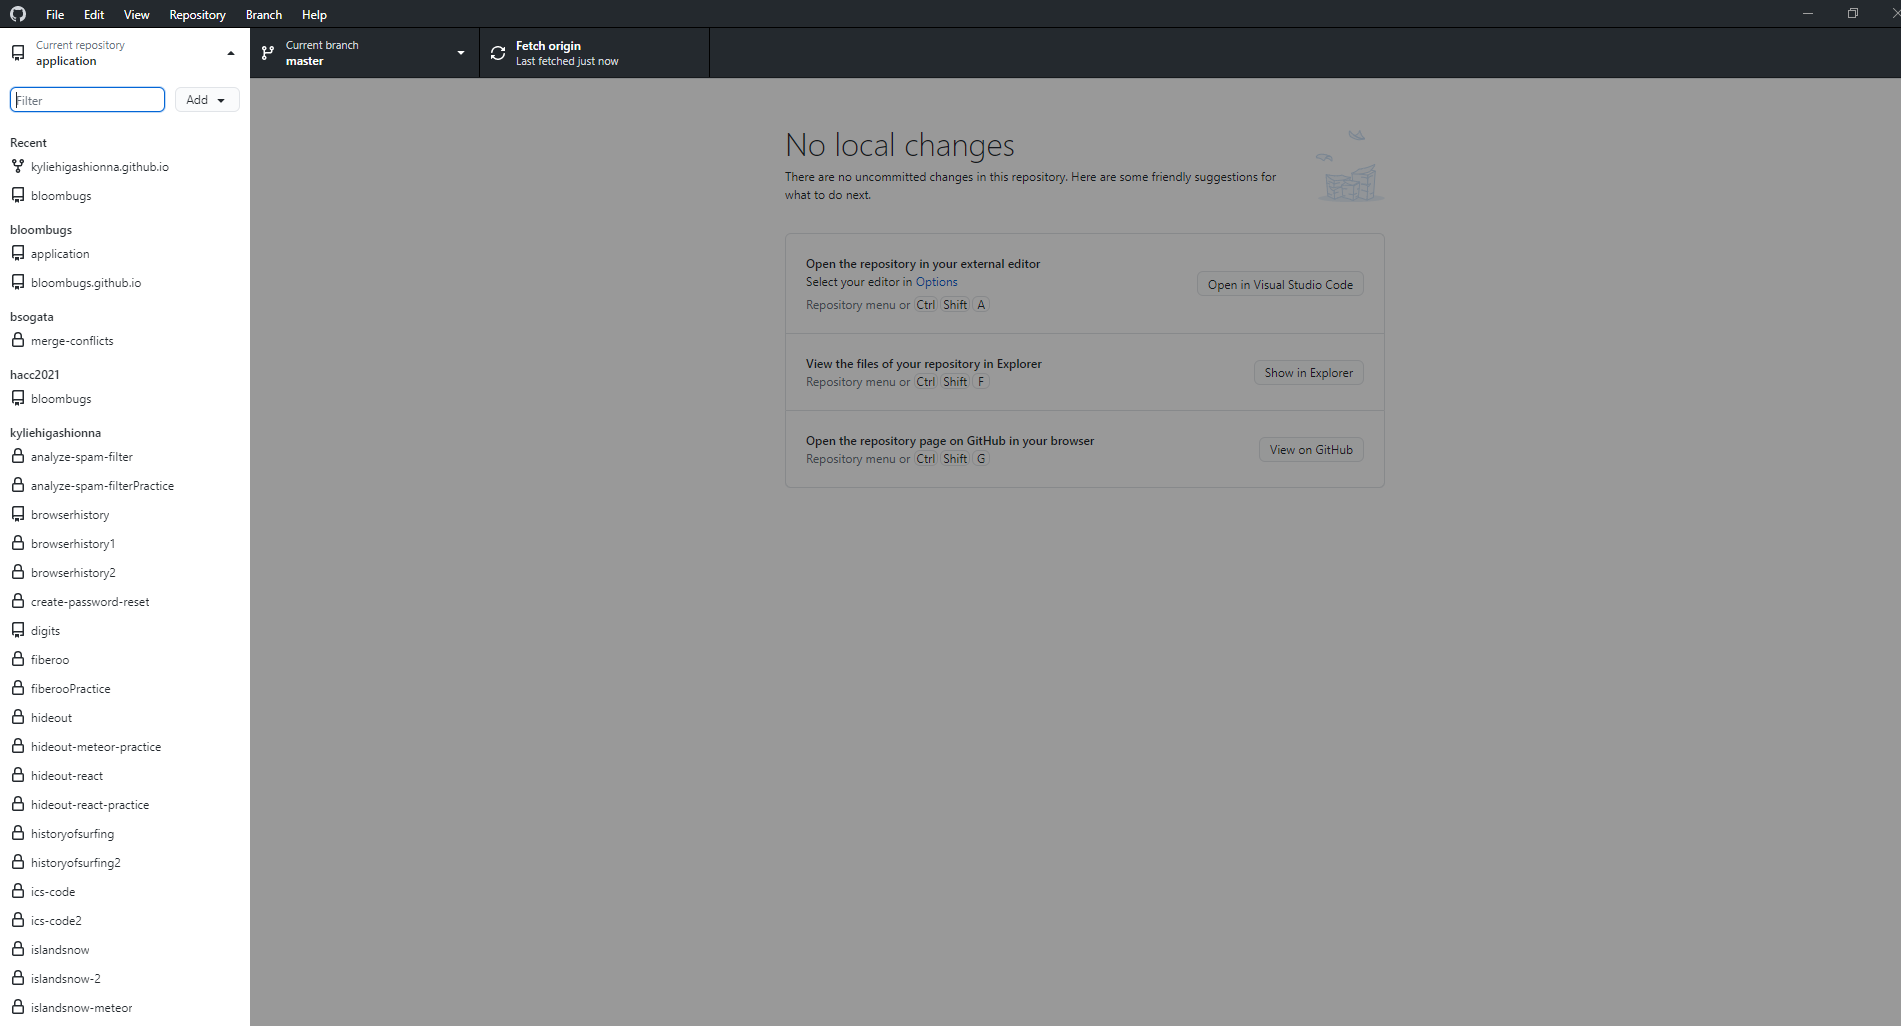 File Edit View Repository Branch Help
Current repository
application
Current branch
master
Fetch origin
Last fetched just now
Filter
Add
Recent
kyliehigashionna.github.io
bloombugs
bloombugs
application
bloombugs.github.io
bsogata
merge-conflicts
hacc2021
bloombugs
kyliehigashionna
analyze-spam-filter
analyze-spam-filterPractice
browserhistory
browserhistory1
browserhistory2
create-password-reset
digits
fiberoo
fiberooPractice
hideout
hideout-meteor-practice
hideout-react
hideout-react-practice
historyofsurfing
historyofsurfing2
ics-code
ics-code2
islandsnow
islandsnow-2
islandsnow-meteor
No local changes
There are no uncommitted changes in this repository. Here are some friendly suggestions for
what to do next.
Open the repository in your external editor
Select your editor in Options
Repository menu or Ctrl Shift A
Open in Visual Studio Code
View the files of your repository in Explorer
Repository menu or Ctrl Shift F
Show in Explorer
Open the repository page on GitHub in your browser
Repository menu or Ctrl Shift G
View on GitHub